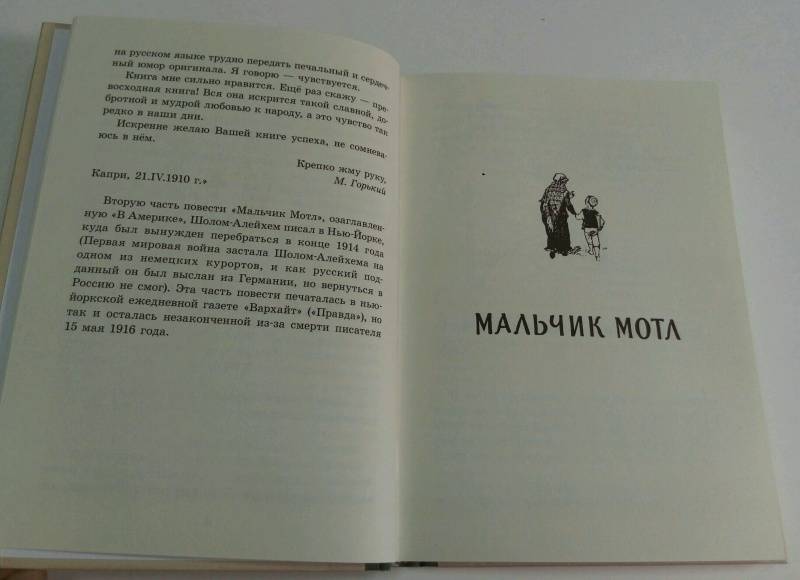 на русском языке трудно передать печальный и сердеч-
ный юмор оригинала. Я говорю — чувствуется.
Книга мне сильно нравится. Ещё раз скажу — пре-
восходная книга! Вся она искрится такой славной, до-
бротной и мудрой любовью к народу, а это чувство так
редко в наши дни.
Искренне желаю Вашей книге успеха, не сомнева-
юсь в нём.
Крепко жму руку,
М. Горький
Капри, 21.IV.1910 г.»
Вторую часть повести «Мальчик Мотл», озаглавлен-
ную «В Америке», Шолом-Алейхем писал в Нью-Йорке,
куда был вынужден перебраться в конце 1914 года
(Первая мировая война застала Шолом-Алейхема на
одном из немецких курортов, и как русский под-
данный он был выслан из Германии, но вернуться в
Россию не смог). Эта часть повести печаталась в нью-
йоркской ежедневной газете «Вархайт» («Правда»), но
так и осталась незаконченной из-за смерти писателя
15 мая 1916 года.
МАЛЬЧИК МОТЛ